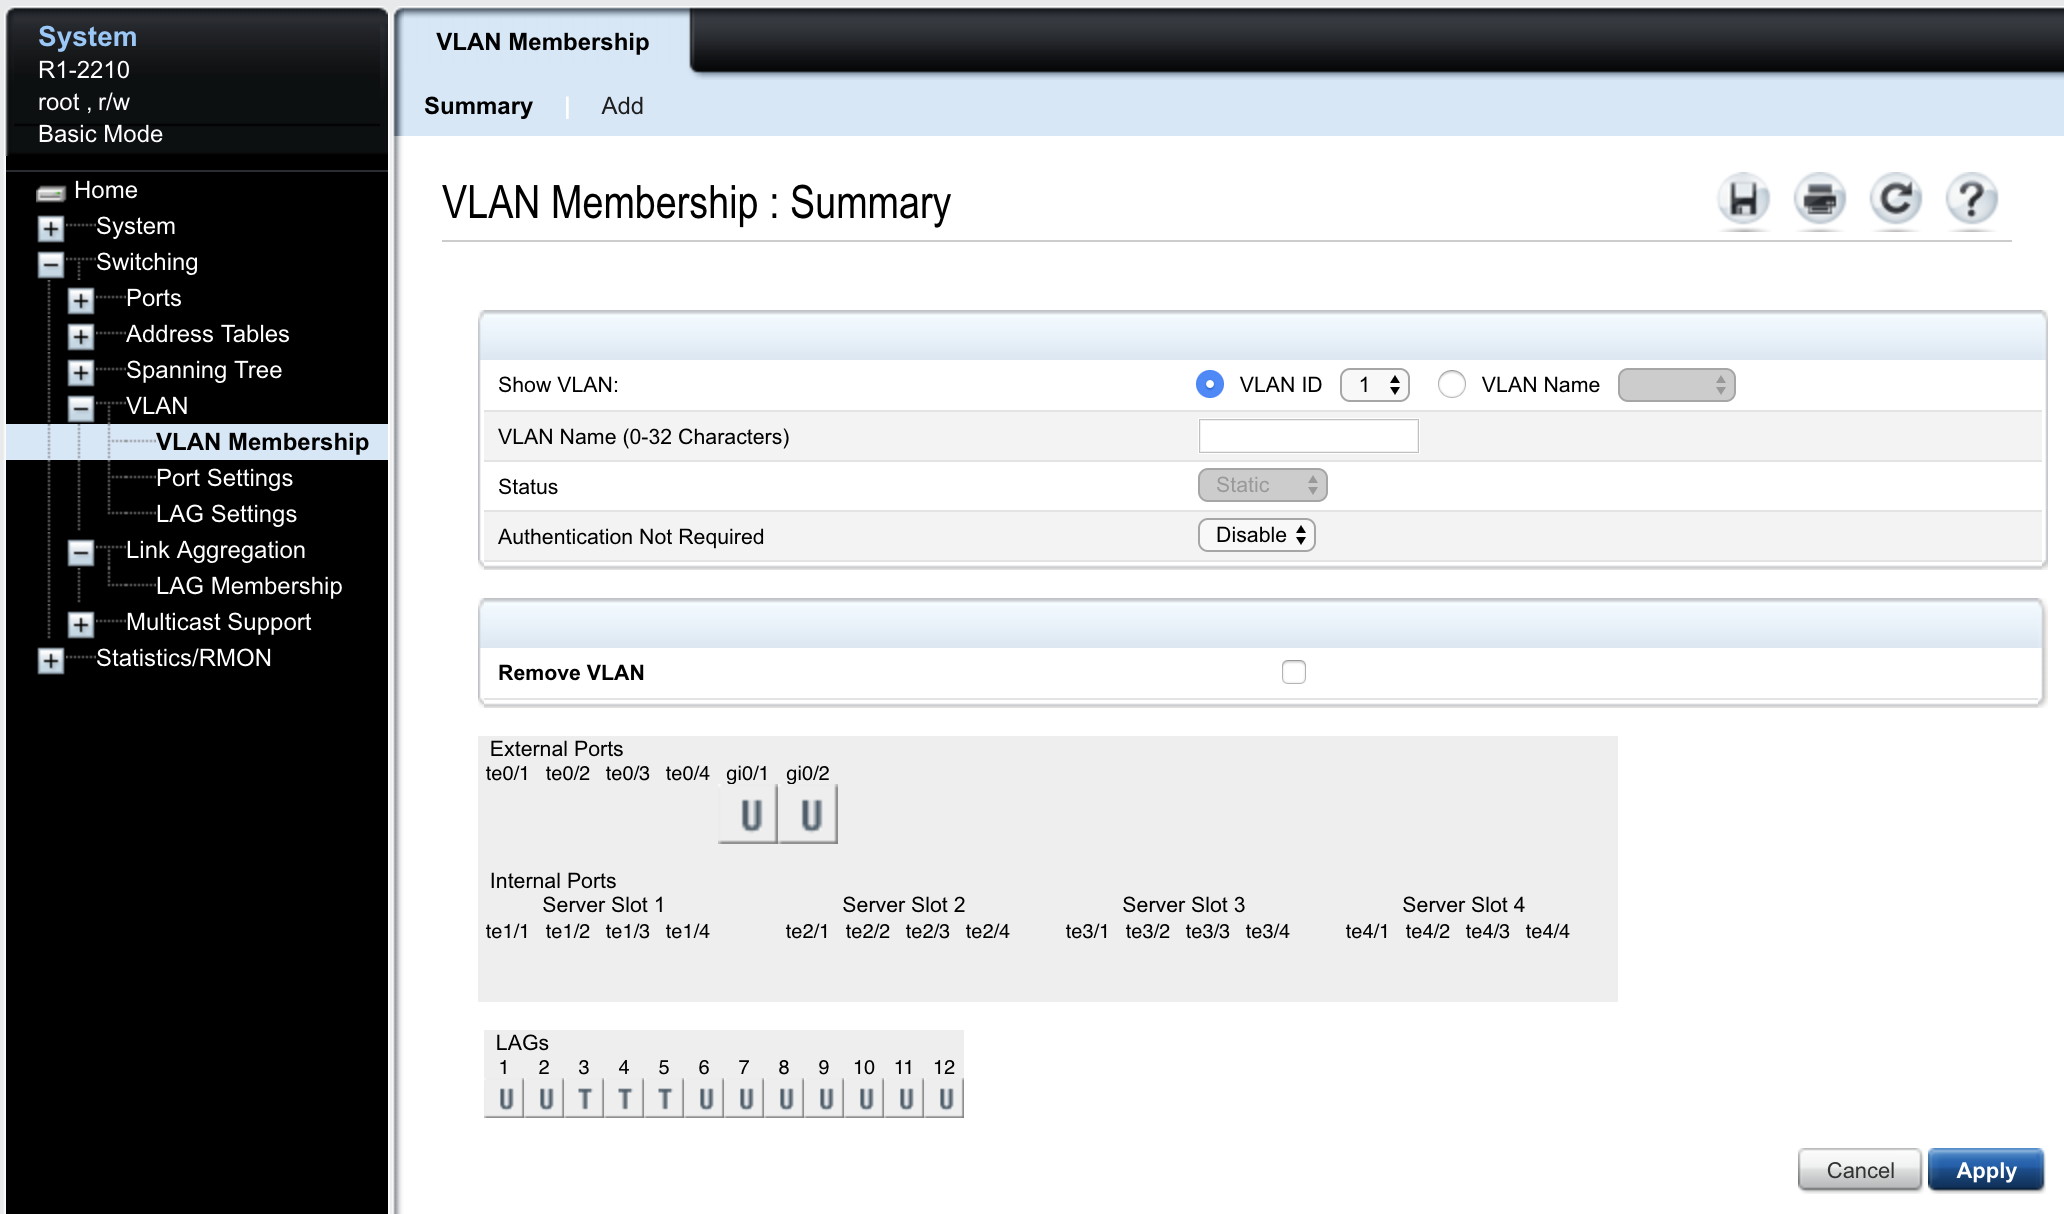 System
R1-2210
root , r/w
Basic Mode
Home
System
Switching
Ports
Address Tables
Spanning Tree
VLAN
VLAN Membership
Port Settings
LAG Settings
Link Aggregation
LAG Membership
Multicast Support
Statistics/RMON
VLAN Membership
Summary | Add
VLAN Membership : Summary
Show VLAN: VLAN ID 1 VLAN Name
VLAN Name (0-32 Characters)
Status Static
Authentication Not Required Disable
Remove VLAN
External Ports
te0/1 te0/2 te0/3 te0/4 gi0/1 gi0/2
U U
Internal Ports
Server Slot 1 Server Slot 2 Server Slot 3 Server Slot 4
te1/1 te1/2 te1/3 te1/4 te2/1 te2/2 te2/3 te2/4 te3/1 te3/2 te3/3 te3/4 te4/1 te4/2 te4/3 te4/4
LAGs
1 2 3 4 5 6 7 8 9 10 11 12
U U T T T U U U U U U U
Cancel Apply